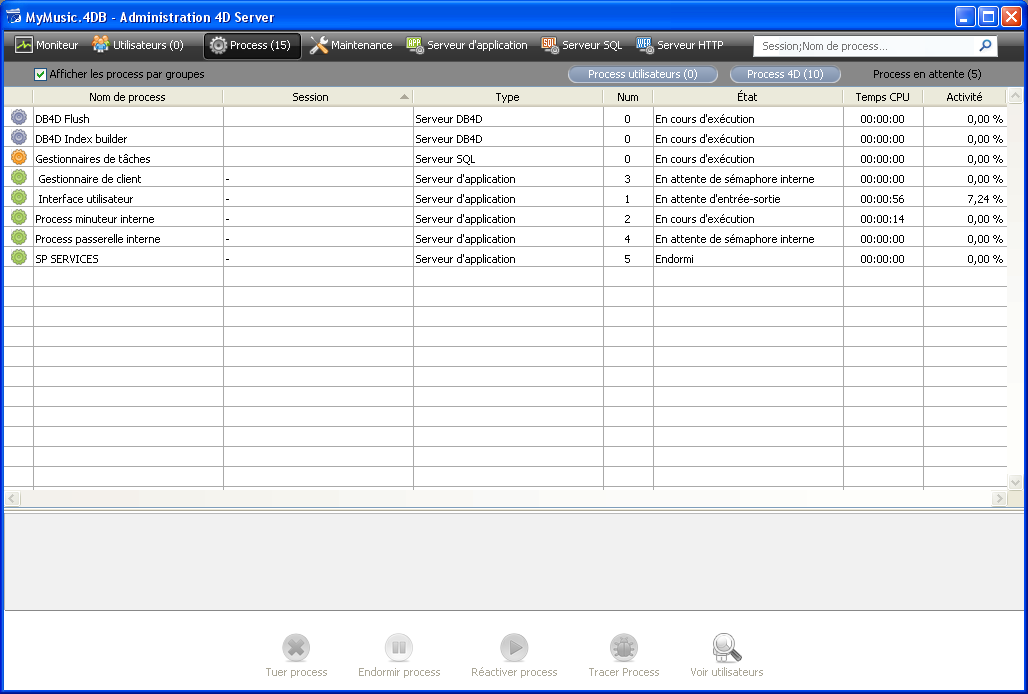 MyMusic.4DB - Administration 4D Server
Moniteur Utilisateurs (0) Process (15) Maintenance APP Serveur d'application SQL Serveur SQL WEB Serveur HTTP Session;Nom de process...
Afficher les process par groupes Process utilisateurs (0) Process 4D (10) Process en attente (5)
Nom de process Session Type Num État Temps CPU Activité
DB4D Flush Serveur DB4D 0 En cours d'exécution 00:00:00 0,00 %
DB4D Index builder Serveur DB4D 0 En cours d'exécution 00:00:00 0,00 %
Gestionnaires de tâches Serveur SQL 0 En cours d'exécution 00:00:00 0,00 %
Gestionnaire de client - Serveur d'application 3 En attente de sémaphore interne 00:00:00 0,00 %
Interface utilisateur - Serveur d'application 1 En attente d'entrée-sortie 00:00:56 7,24 %
Process minuteur interne - Serveur d'application 2 En cours d'exécution 00:00:14 0,00 %
Process passerelle interne - Serveur d'application 4 En attente de sémaphore interne 00:00:00 0,00 %
SP SERVICES - Serveur d'application 5 Endormi 00:00:00 0,00 %
Tuer process Endormir process Réactiver process Tracer Process Voir utilisateurs